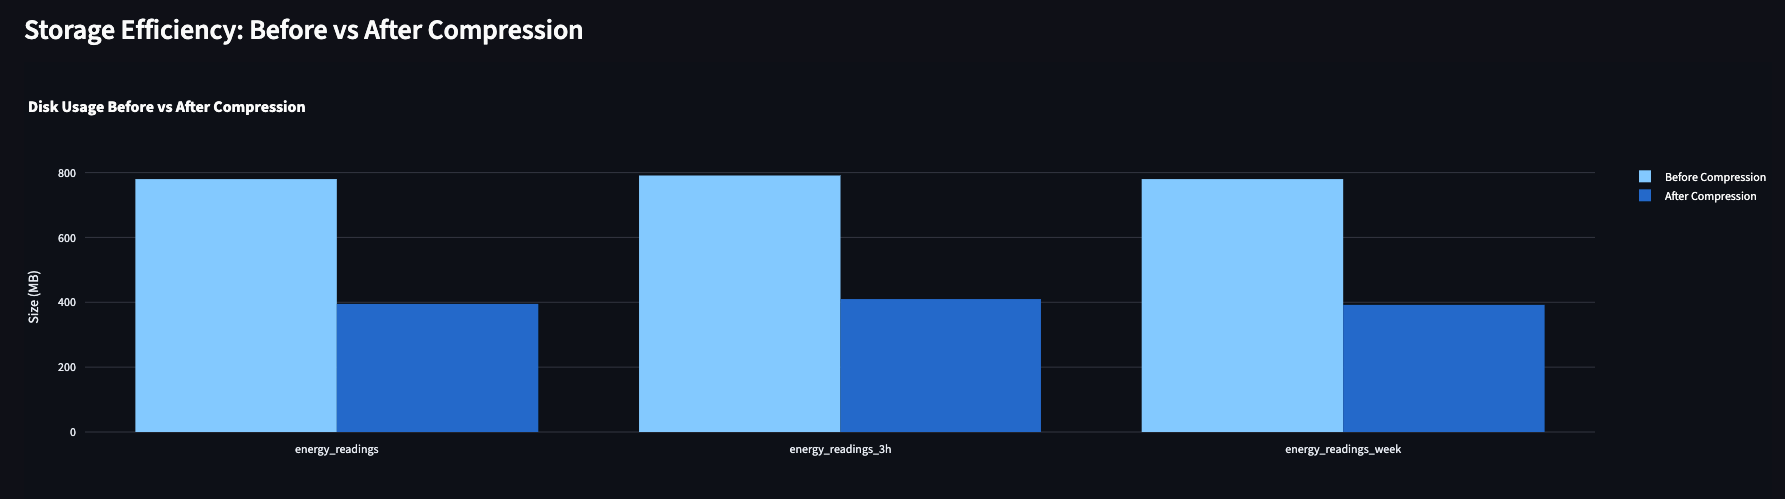 Storage Efficiency: Before vs After Compression
Disk Usage Before vs After Compression
800
600
400
200
0
Size (MB)
energy_readings
energy_readings_3h
energy_readings_week
Before Compression
After Compression